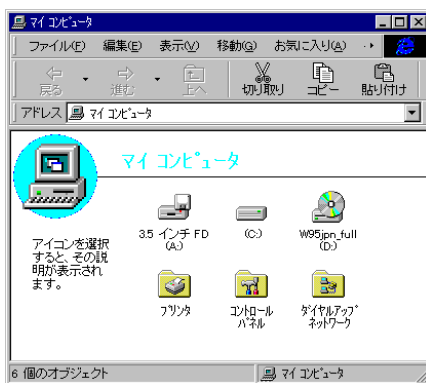 マイ コンピュータ
ファイル(F) 編集(E) 表示(V) 移動(G) お気に入り(A)
戻る 進む 上へ 切り取り コピー 貼り付け
アドレス マイ コンピュータ
マイ コンピュータ
アイコンを選択
すると、その説
明が表示され
ます。
3.5 インチ FD
(A:)
(C:)
W95jpn_full
(D:)
プリンタ
コントロール
パネル
ダイヤルアップ
ネットワーク
6 個のオブジェクト
マイ コンピュータ